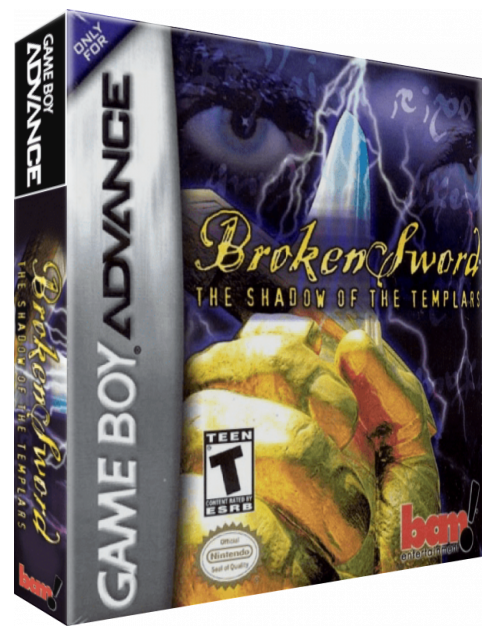 GAME BOY
ADVANCE
Broken Sword
THE SHADOW OF THE TEMPLARS
bam!
ONLY
FOR
GAME BOY ADVANCE
Broken Sword
THE SHADOW OF THE TEMPLARS
TEEN
T
CONTENT RATED BY
ESRB
Official
Nintendo
Seal of Quality
bam!
entertainment